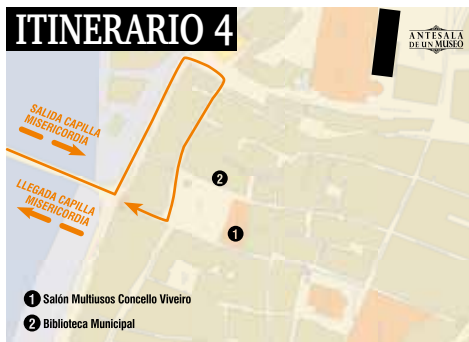 ITINERARIO 4
ANTESALA
DE UN MUSEO
SALIDA CAPILLA
MISERICORDIA
LLEGADA CAPILLA
MISERICORDIA
2
1
1 Salón Multiusos Concello Viveiro
2 Biblioteca Municipal